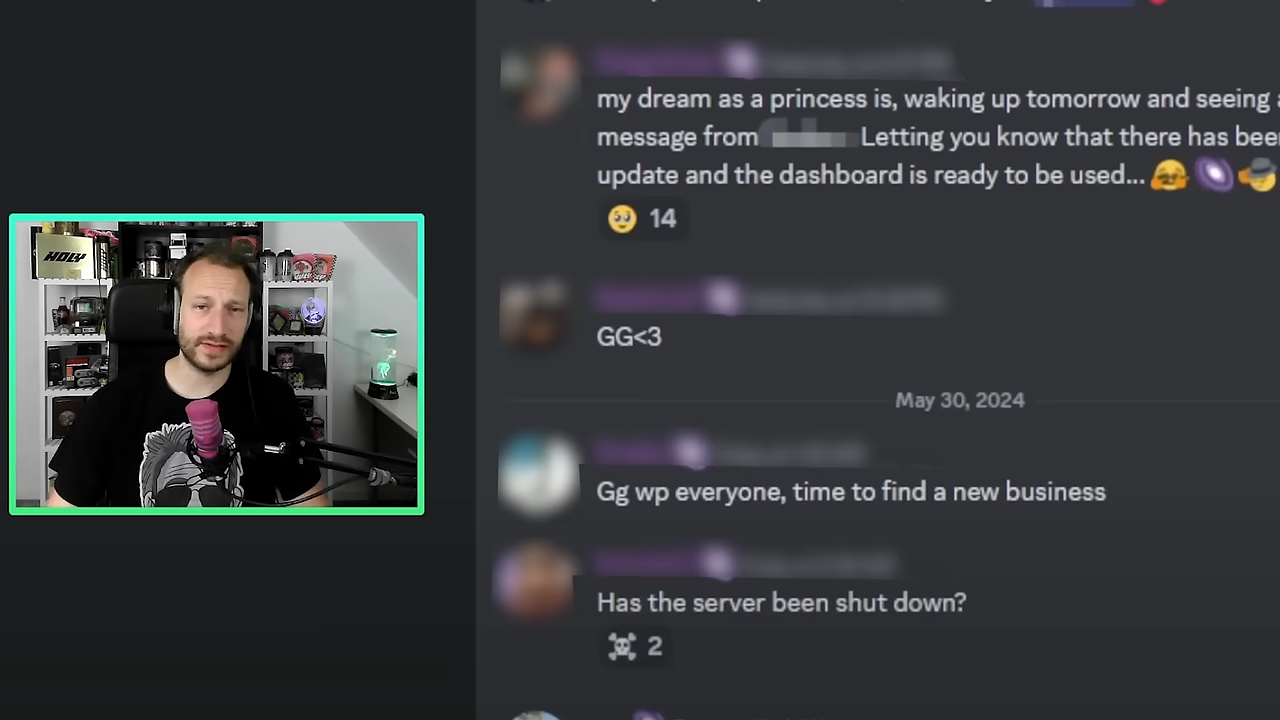 my dream as a princess is, waking up tomorrow and seeing
message from Letting you know that there has been
update and the dashboard is ready to be used...
14
HOLY
GG<3
May 30, 2024
Gg wp everyone, time to find a new business
Has the server been shut down?
2